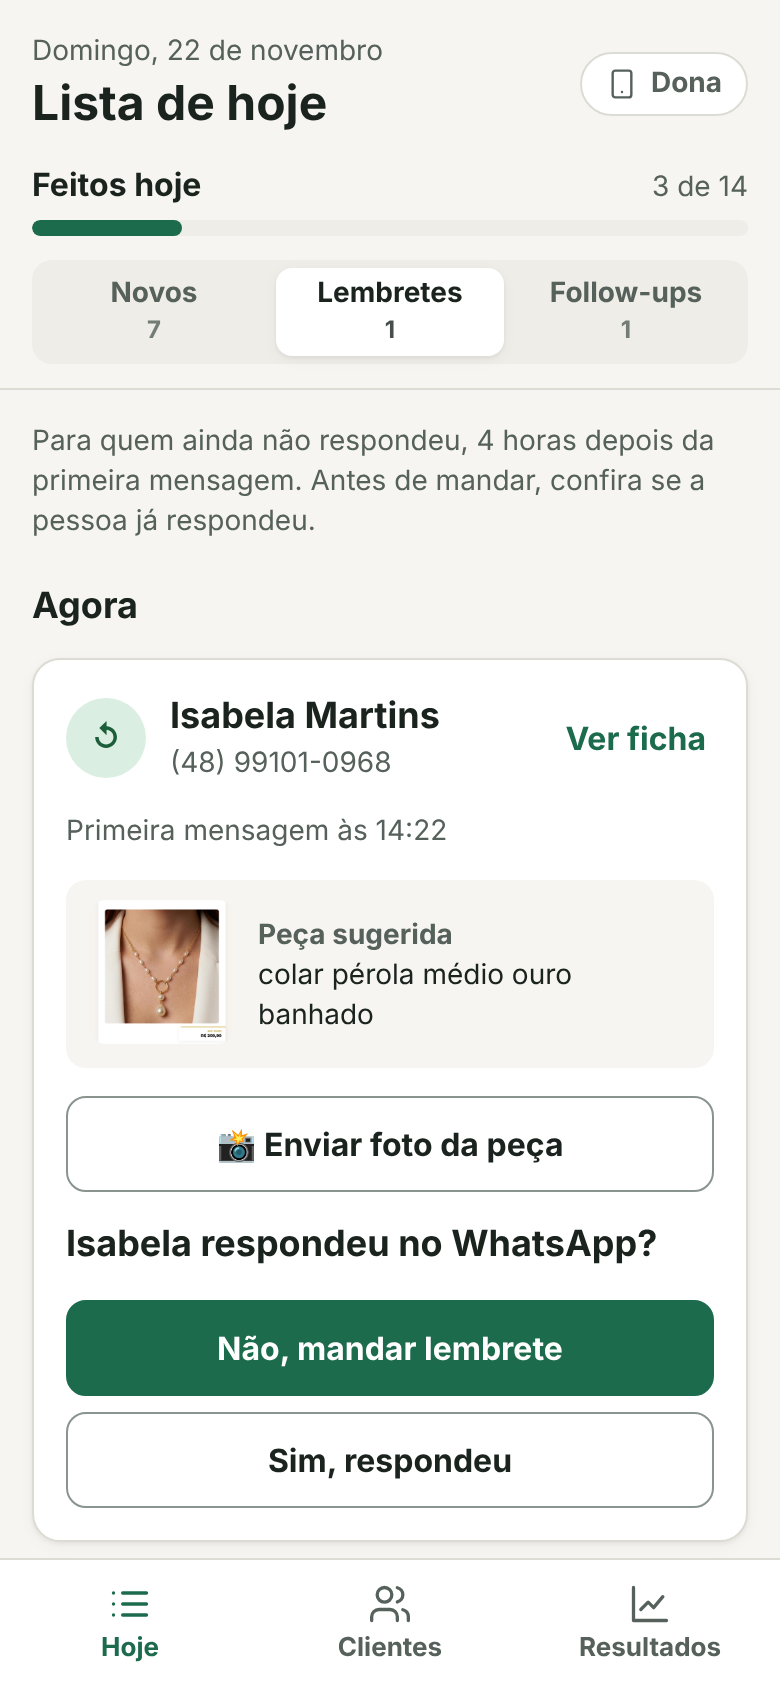 Domingo, 22 de novembro
Lista de hoje
Dona
Feitos hoje
3 de 14
Novos
7
Lembretes
1
Follow-ups
1
Para quem ainda não respondeu, 4 horas depois da
primeira mensagem. Antes de mandar, confira se a
pessoa já respondeu.
Agora
Isabela Martins
(48) 99101-0968
Ver ficha
Primeira mensagem às 14:22
Peça sugerida
colar pérola médio ouro
banhado
📸 Enviar foto da peça
Isabela respondeu no WhatsApp?
Não, mandar lembrete
Sim, respondeu
Hoje
Clientes
Resultados